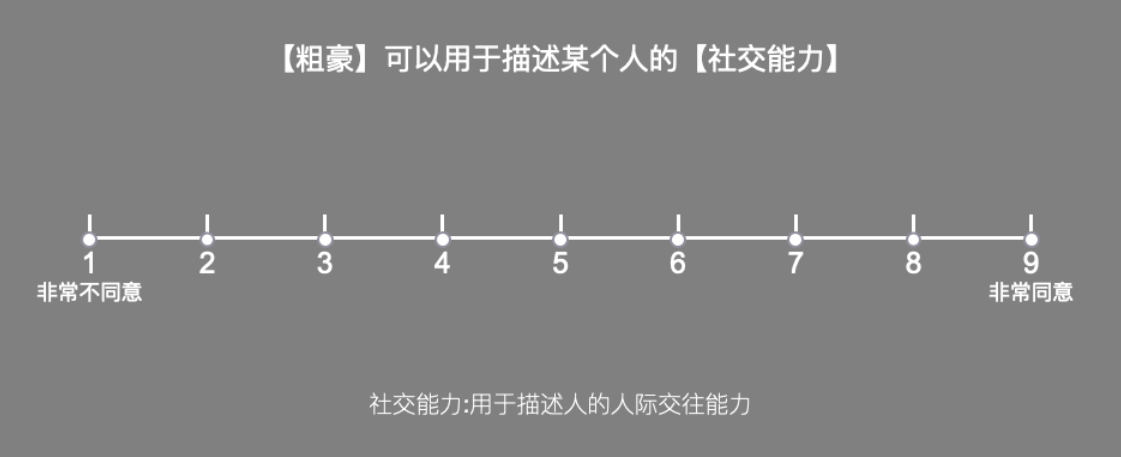 【粗豪】可以用于描述某个人的【社交能力】
1 2 3 4 5 6 7 8 9
非常不同意 非常同意
社交能力:用于描述人的人际交往能力